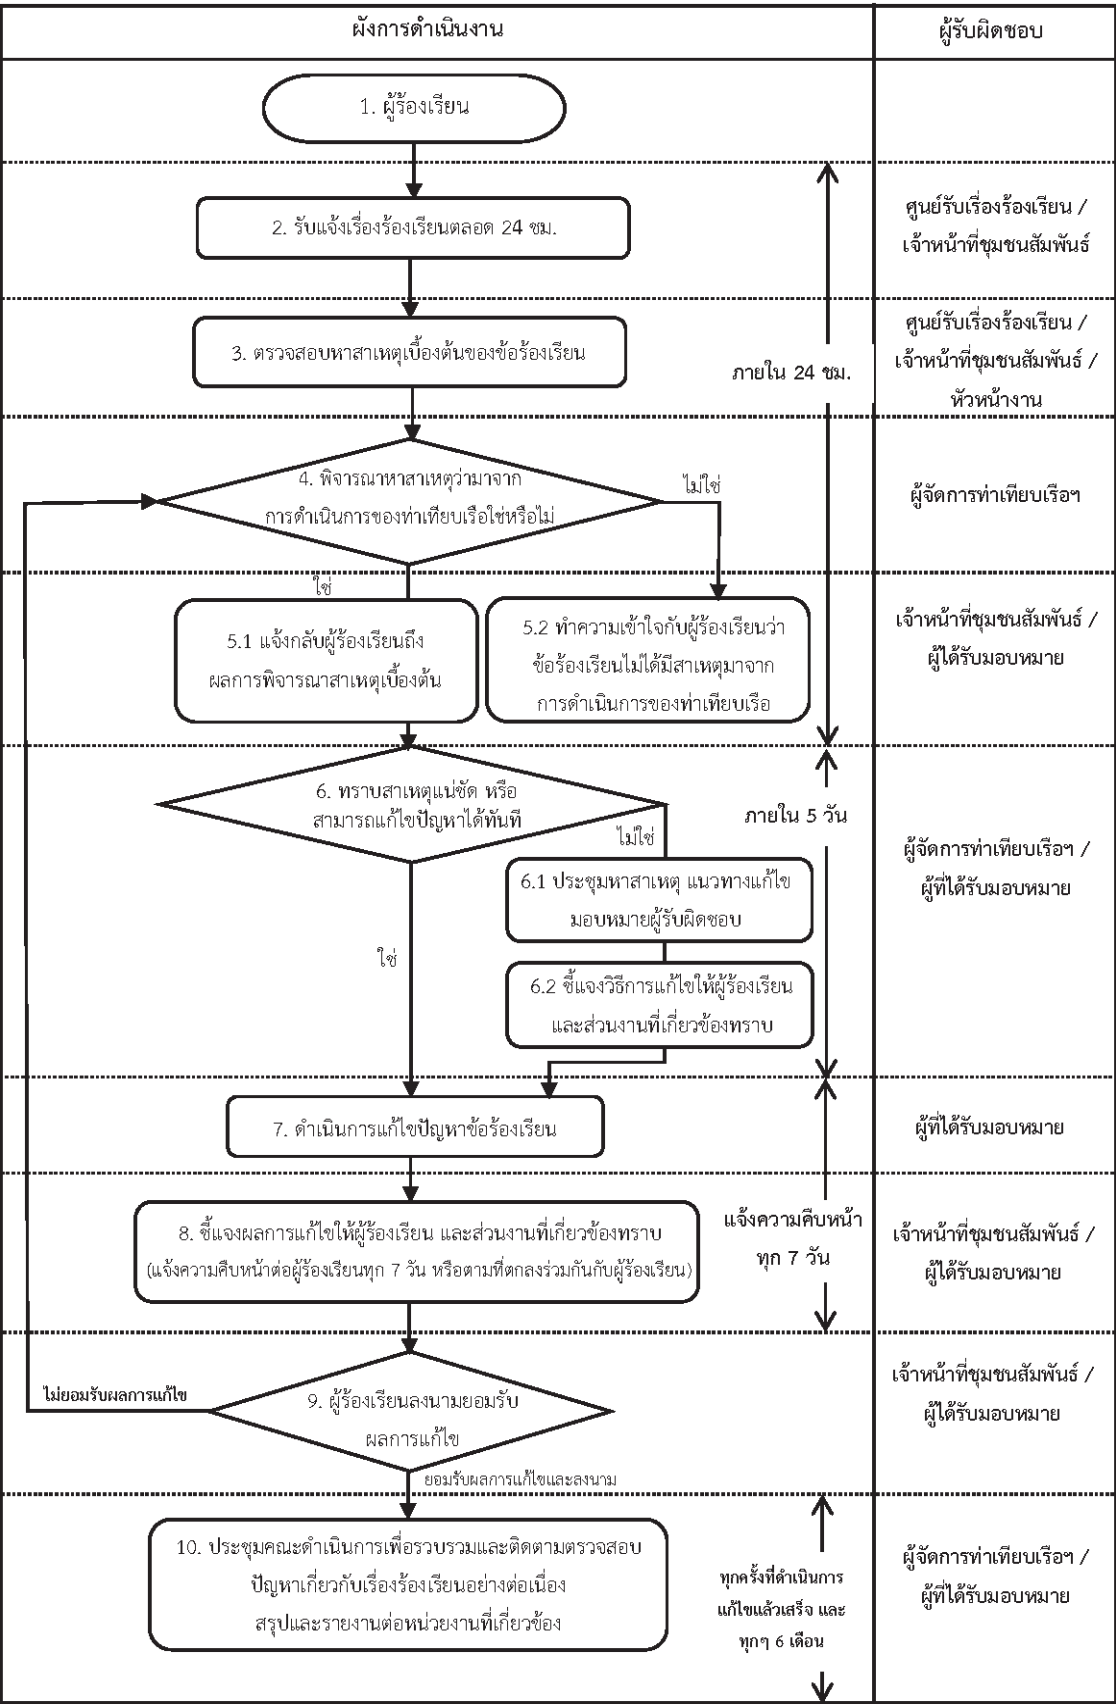 ผังการดำเนินงาน
ผู้รับผิดชอบ
1. ผู้ร้องเรียน
2. รับแจ้งเรื่องร้องเรียนตลอด 24 ชม.
ศูนย์รับเรื่องร้องเรียน /
เจ้าหน้าที่ชุมชนสัมพันธ์
3. ตรวจสอบหาสาเหตุเบื้องต้นของข้อร้องเรียน
ภายใน 24 ชม.
ศูนย์รับเรื่องร้องเรียน /
เจ้าหน้าที่ชุมชนสัมพันธ์ /
หัวหน้างาน
4. พิจารณาหาสาเหตุว่ามาจาก
การดำเนินการของท่าเทียบเรือใช่หรือไม่
ไม่ใช่
ผู้จัดการท่าเทียบเรือฯ
ใช่
5.1 แจ้งกลับผู้ร้องเรียนถึง
ผลการพิจารณาสาเหตุเบื้องต้น
5.2 ทำความเข้าใจกับผู้ร้องเรียนว่า
ข้อร้องเรียนไม่ได้มีสาเหตุมาจาก
การดำเนินการของท่าเทียบเรือ
เจ้าหน้าที่ชุมชนสัมพันธ์ /
ผู้ได้รับมอบหมาย
6. ทราบสาเหตุแน่ชัด หรือ
สามารถแก้ไขปัญหาได้ทันที
ไม่ใช่
ภายใน 5 วัน
ผู้จัดการท่าเทียบเรือฯ /
ผู้ที่ได้รับมอบหมาย
6.1 ประชุมหาสาเหตุ แนวทางแก้ไข
มอบหมายผู้รับผิดชอบ
ใช่
6.2 ชี้แจงวิธีการแก้ไขให้ผู้ร้องเรียน
และส่วนงานที่เกี่ยวข้องทราบ
7. ดำเนินการแก้ไขปัญหาข้อร้องเรียน
ผู้ที่ได้รับมอบหมาย
8. ชี้แจงผลการแก้ไขให้ผู้ร้องเรียน และส่วนงานที่เกี่ยวข้องทราบ
(แจ้งความคืบหน้าต่อผู้ร้องเรียนทุก 7 วัน หรือตามที่ตกลงร่วมกันกับผู้ร้องเรียน)
แจ้งความคืบหน้า
ทุก 7 วัน
เจ้าหน้าที่ชุมชนสัมพันธ์ /
ผู้ได้รับมอบหมาย
ไม่ยอมรับผลการแก้ไข
9. ผู้ร้องเรียนลงนามยอมรับ
ผลการแก้ไข
เจ้าหน้าที่ชุมชนสัมพันธ์ /
ผู้ได้รับมอบหมาย
ยอมรับผลการแก้ไขและลงนาม
10. ประชุมคณะดำเนินการเพื่อรวบรวมและติดตามตรวจสอบ
ปัญหาเกี่ยวกับเรื่องร้องเรียนอย่างต่อเนื่อง
สรุปและรายงานต่อหน่วยงานที่เกี่ยวข้อง
ทุกครั้งที่ดำเนินการ
แก้ไขแล้วเสร็จ และ
ทุกๆ 6 เดือน
ผู้จัดการท่าเทียบเรือฯ /
ผู้ที่ได้รับมอบหมาย